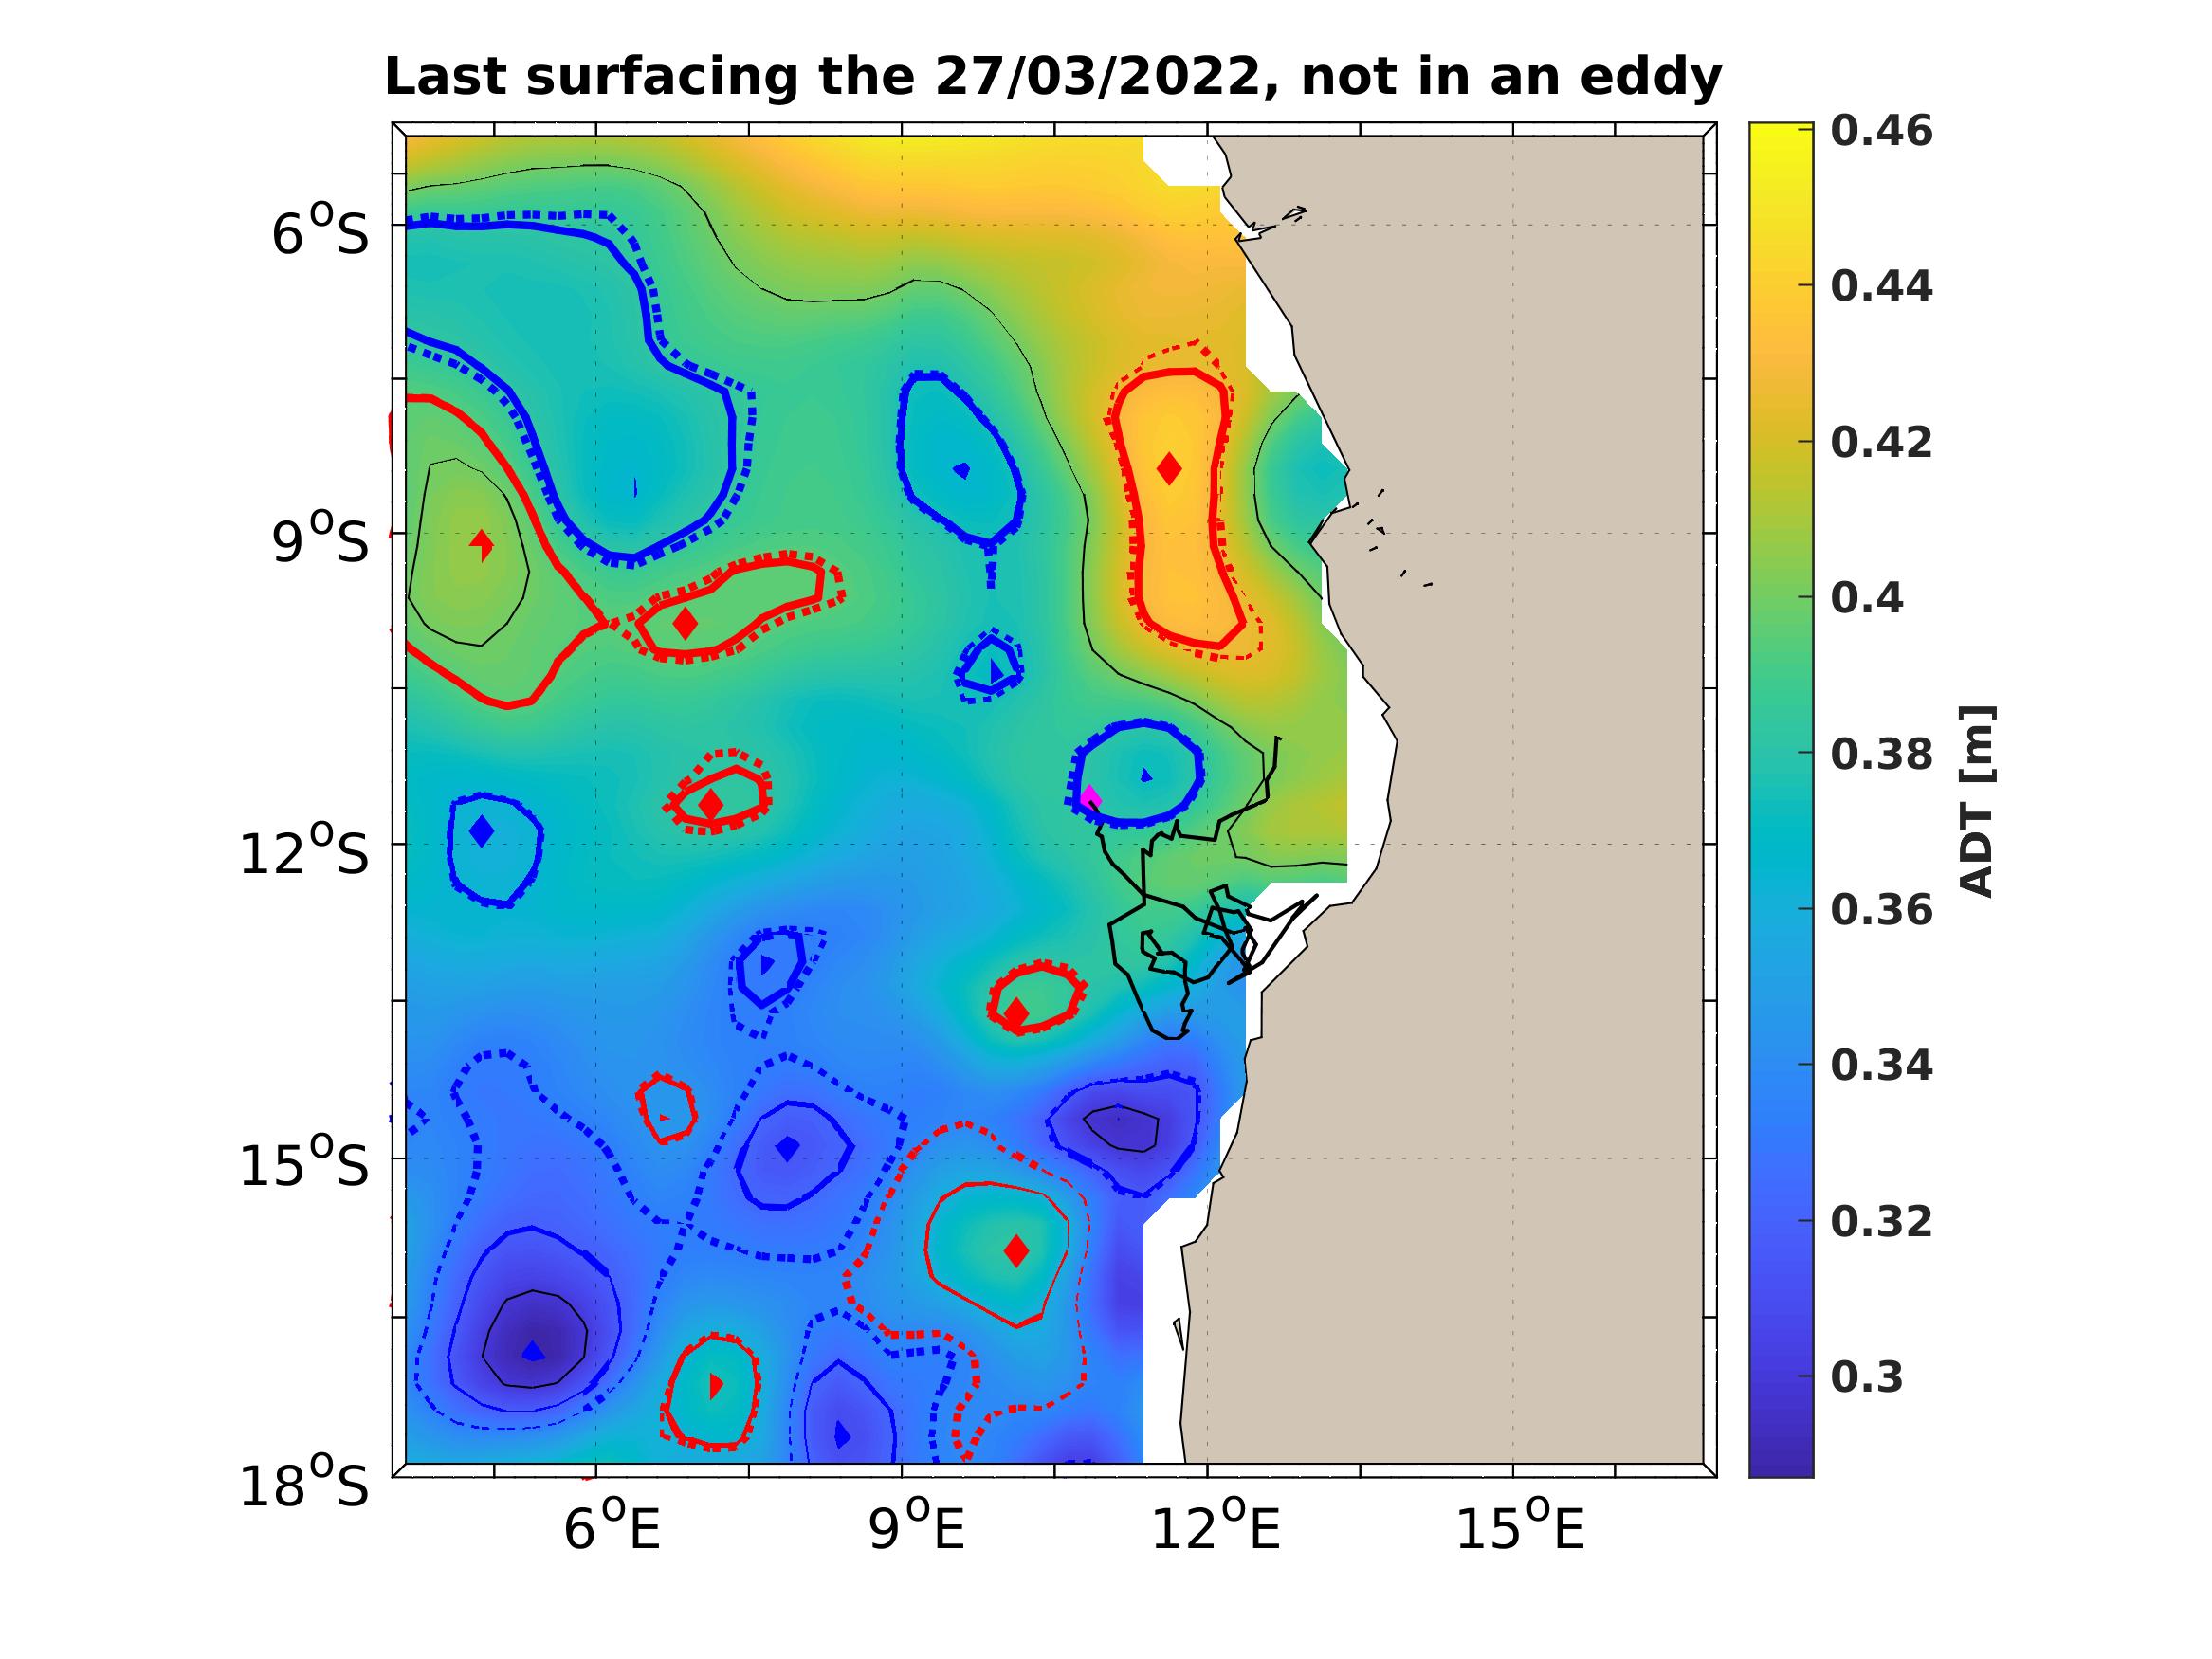 Last surfacing the 27/03/2022, not in an eddy
6°S
9°S
12°S
15°S
18°S
6°E
9°E
12°E
15°E
0.46
0.44
0.42
0.4
0.38
0.36
0.34
0.32
0.3
ADT [m]